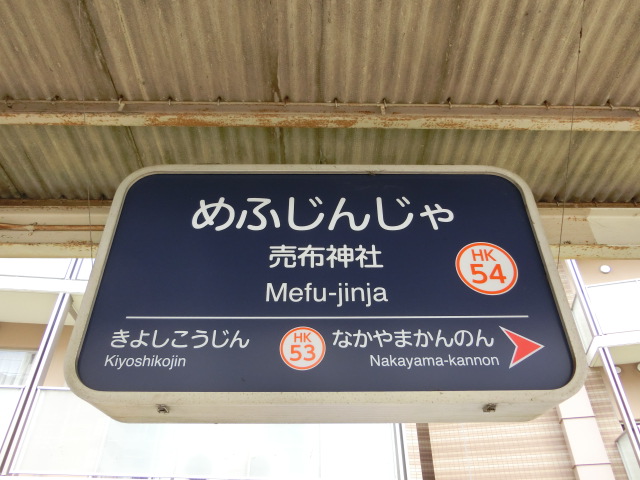 めふじんじゃ
売布神社
Mefu-jinja
HK
54
きよしこうじん
Kiyoshikojin
HK
53
なかやまかんのん
Nakayama-kannon